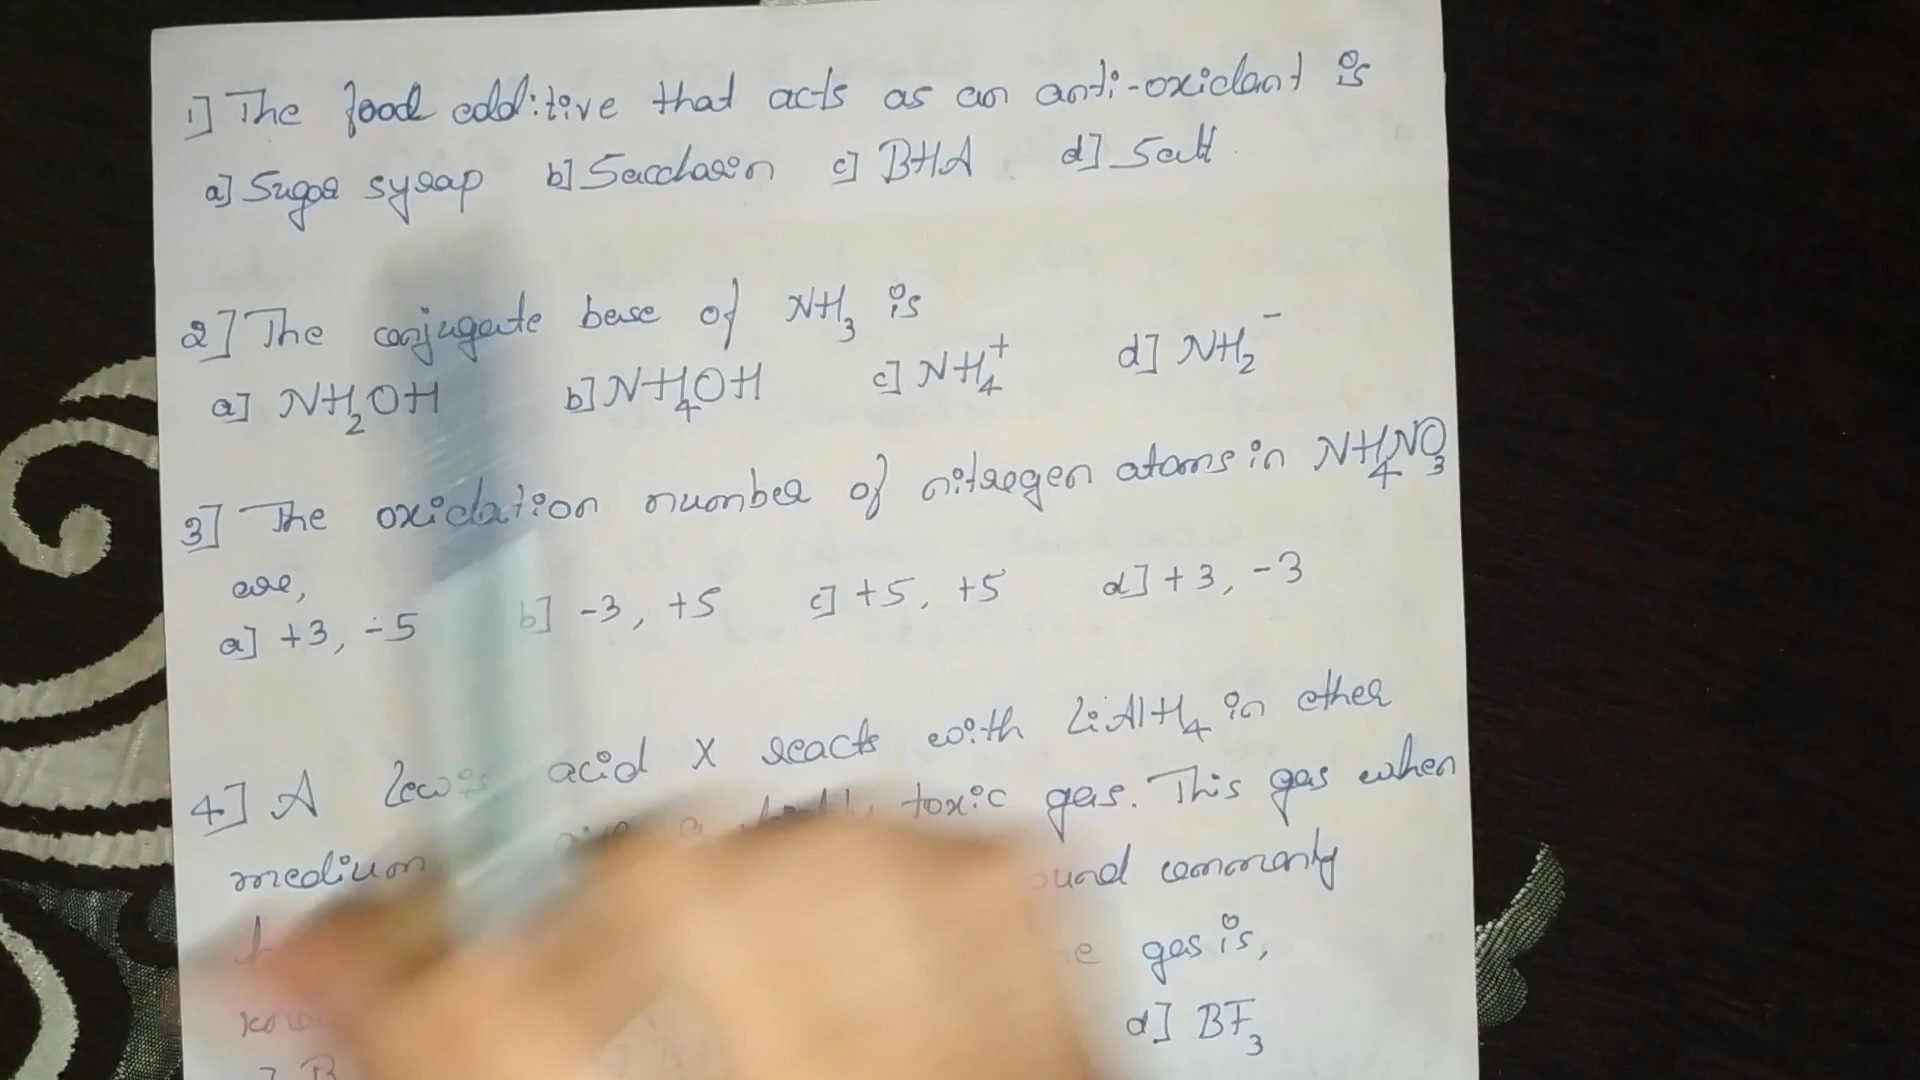 1] The food additive that acts as an anti-oxidant is
a] Sugar syrap b] Saccharin c] BHA d] Salt
2] The conjugate base of NH₃ is
a] NH₂OH b] NH₄OH c] NH₄⁺ d] NH₂⁻
3] The oxidation number of nitrogen atoms in NH₄NO₃
are,
a] +3, -5 b] -3, +5 c] +5, +5 d] +3, -3
4] A Lewis acid X reacts with LiAlH₄ in ether
medium toxic gas. This gas when
commonly
gas is,
d] BF₃